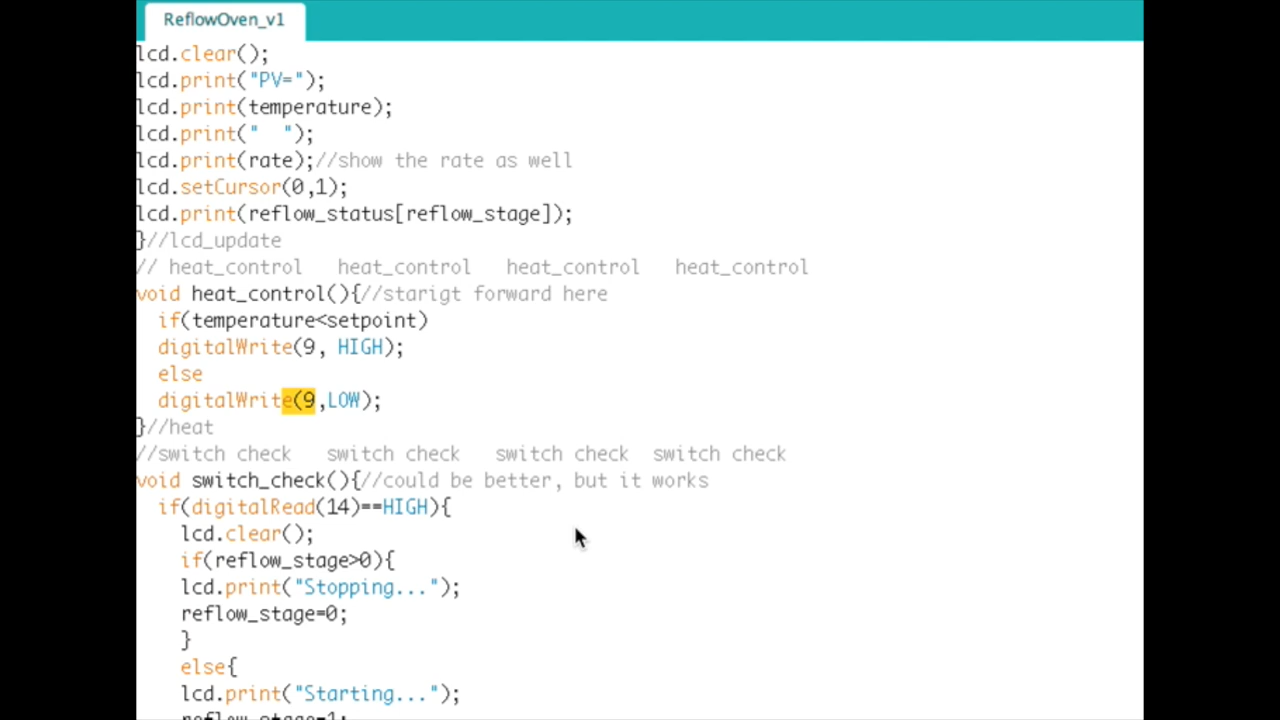 ReflowOven_v1
lcd.clear();
lcd.print("PV=");
lcd.print(temperature);
lcd.print("  ");
lcd.print(rate);//show the rate as well
lcd.setCursor(0,1);
lcd.print(reflow_status[reflow_stage]);
}//lcd_update
// heat_control   heat_control   heat_control   heat_control
void heat_control(){//starigt forward here
  if(temperature<setpoint)
  digitalWrite(9, HIGH);
  else
  digitalWrite(9,LOW);
}//heat
//switch check   switch check   switch check  switch check
void switch_check(){//could be better, but it works
  if(digitalRead(14)==HIGH){
    lcd.clear();
    if(reflow_stage>0){
    lcd.print("Stopping...");
    reflow_stage=0;
    }
    else{
    lcd.print("Starting...");
    reflow_stage=1;